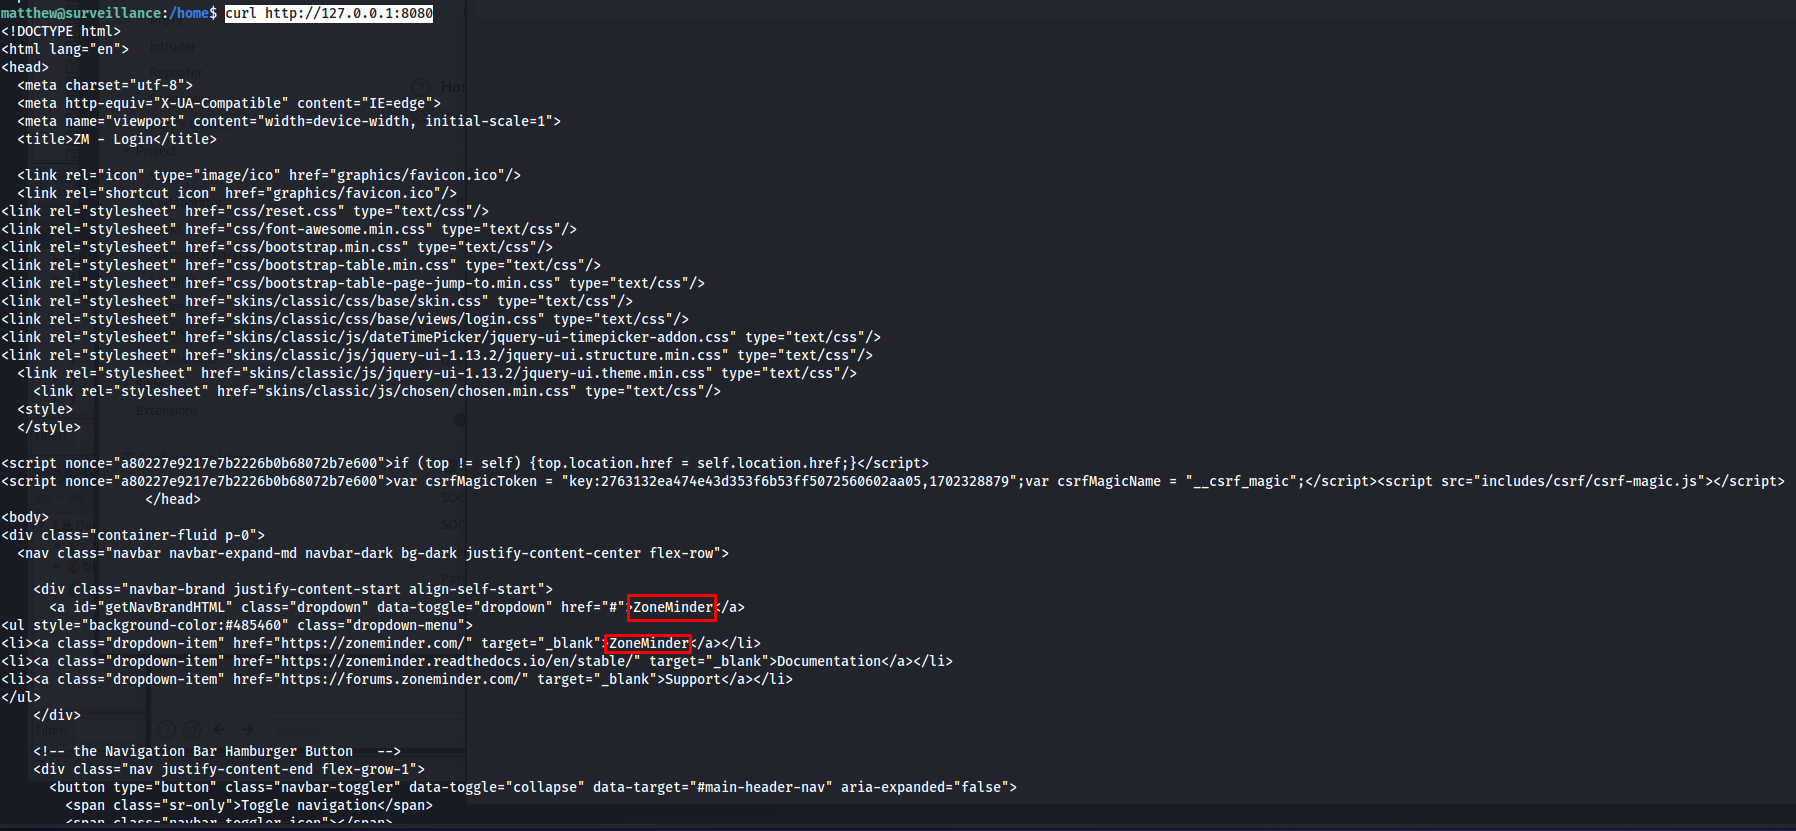 matthew@surveillance:/home$ curl http://127.0.0.1:8080
<!DOCTYPE html>
<html lang="en">
<head>
  <meta charset="utf-8">
  <meta http-equiv="X-UA-Compatible" content="IE=edge">
  <meta name="viewport" content="width=device-width, initial-scale=1">
  <title>ZM - Login</title>

  <link rel="icon" type="image/ico" href="graphics/favicon.ico"/>
  <link rel="shortcut icon" href="graphics/favicon.ico"/>
<link rel="stylesheet" href="css/reset.css" type="text/css"/>
<link rel="stylesheet" href="css/font-awesome.min.css" type="text/css"/>
<link rel="stylesheet" href="css/bootstrap.min.css" type="text/css"/>
<link rel="stylesheet" href="css/bootstrap-table.min.css" type="text/css"/>
<link rel="stylesheet" href="css/bootstrap-table-page-jump-to.min.css" type="text/css"/>
<link rel="stylesheet" href="skins/classic/css/base/skin.css" type="text/css"/>
<link rel="stylesheet" href="skins/classic/css/base/views/login.css" type="text/css"/>
<link rel="stylesheet" href="skins/classic/js/dateTimePicker/jquery-ui-timepicker-addon.css" type="text/css"/>
<link rel="stylesheet" href="skins/classic/js/jquery-ui-1.13.2/jquery-ui.structure.min.css" type="text/css"/>
  <link rel="stylesheet" href="skins/classic/js/jquery-ui-1.13.2/jquery-ui.theme.min.css" type="text/css"/>
    <link rel="stylesheet" href="skins/classic/js/chosen/chosen.min.css" type="text/css"/>
  <style>
  </style>

<script nonce="a80227e9217e7b2226b0b68072b7e600">if (top != self) {top.location.href = self.location.href;}</script>
<script nonce="a80227e9217e7b2226b0b68072b7e600">var csrfMagicToken = "key:2763132ea474e43d353f6b53ff5072560602aa05,1702328879";var csrfMagicName = "__csrf_magic";</script><script src="includes/csrf/csrf-magic.js"></script>
                  </head>
<body>
<div class="container-fluid p-0">
  <nav class="navbar navbar-expand-md navbar-dark bg-dark justify-content-center flex-row">

    <div class="navbar-brand justify-content-start align-self-start">
      <a id="getNavBrandHTML" class="dropdown" data-toggle="dropdown" href="#">ZoneMinder</a>
<ul style="background-color:#485460" class="dropdown-menu">
<li><a class="dropdown-item" href="https://zoneminder.com/" target="_blank">ZoneMinder</a></li>
<li><a class="dropdown-item" href="https://zoneminder.readthedocs.io/en/stable/" target="_blank">Documentation</a></li>
<li><a class="dropdown-item" href="https://forums.zoneminder.com/" target="_blank">Support</a></li>
</ul>
    </div>

    <!-- the Navigation Bar Hamburger Button   -->
    <div class="nav justify-content-end flex-grow-1">
      <button type="button" class="navbar-toggler" data-toggle="collapse" data-target="#main-header-nav" aria-expanded="false">
        <span class="sr-only">Toggle navigation</span>
        <span class="navbar-toggler-icon"></span>